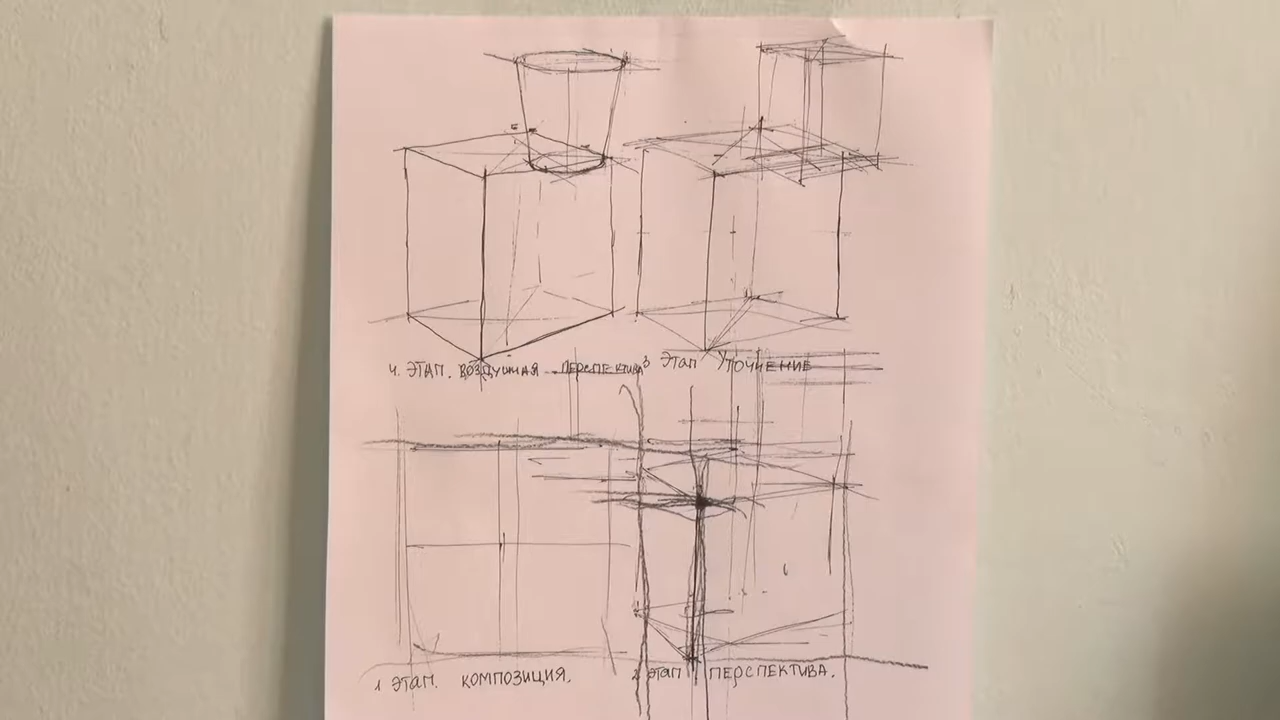 4. ЭТАП. ВОЗДУШНАЯ ПЕРСПЕКТИВА
3 ЭТАП УТОЧНЕНИЕ
1 ЭТАП. КОМПОЗИЦИЯ.
2 ЭТАП ПЕРСПЕКТИВА.